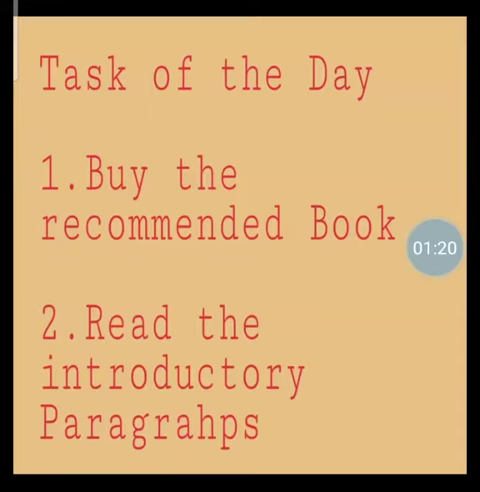 Task of the Day
1.Buy the
recommended Book
01:20
2.Read the
introductory
Paragrahps